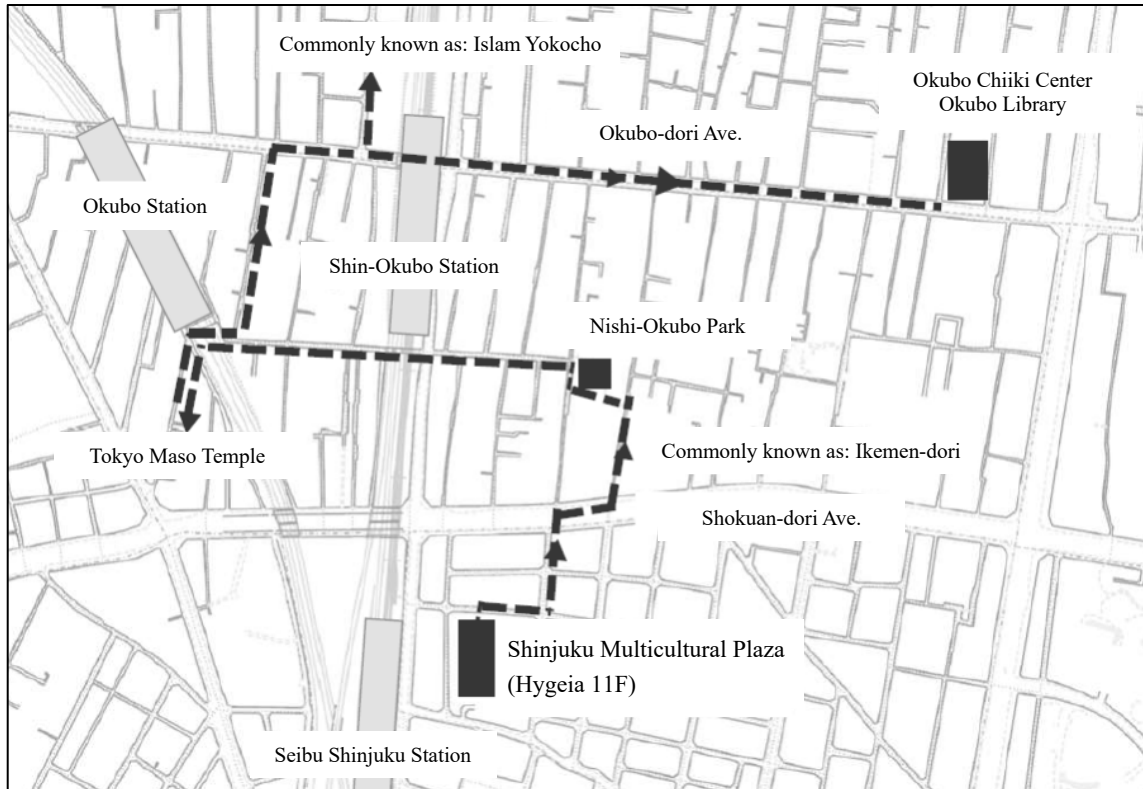 Commonly known as: Islam Yokocho
Okubo Chiiki Center
Okubo Library
Okubo-dori Ave.
Okubo Station
Shin-Okubo Station
Nishi-Okubo Park
Tokyo Maso Temple
Commonly known as: Ikemen-dori
Shokuan-dori Ave.
Shinjuku Multicultural Plaza
(Hygeia 11F)
Seibu Shinjuku Station